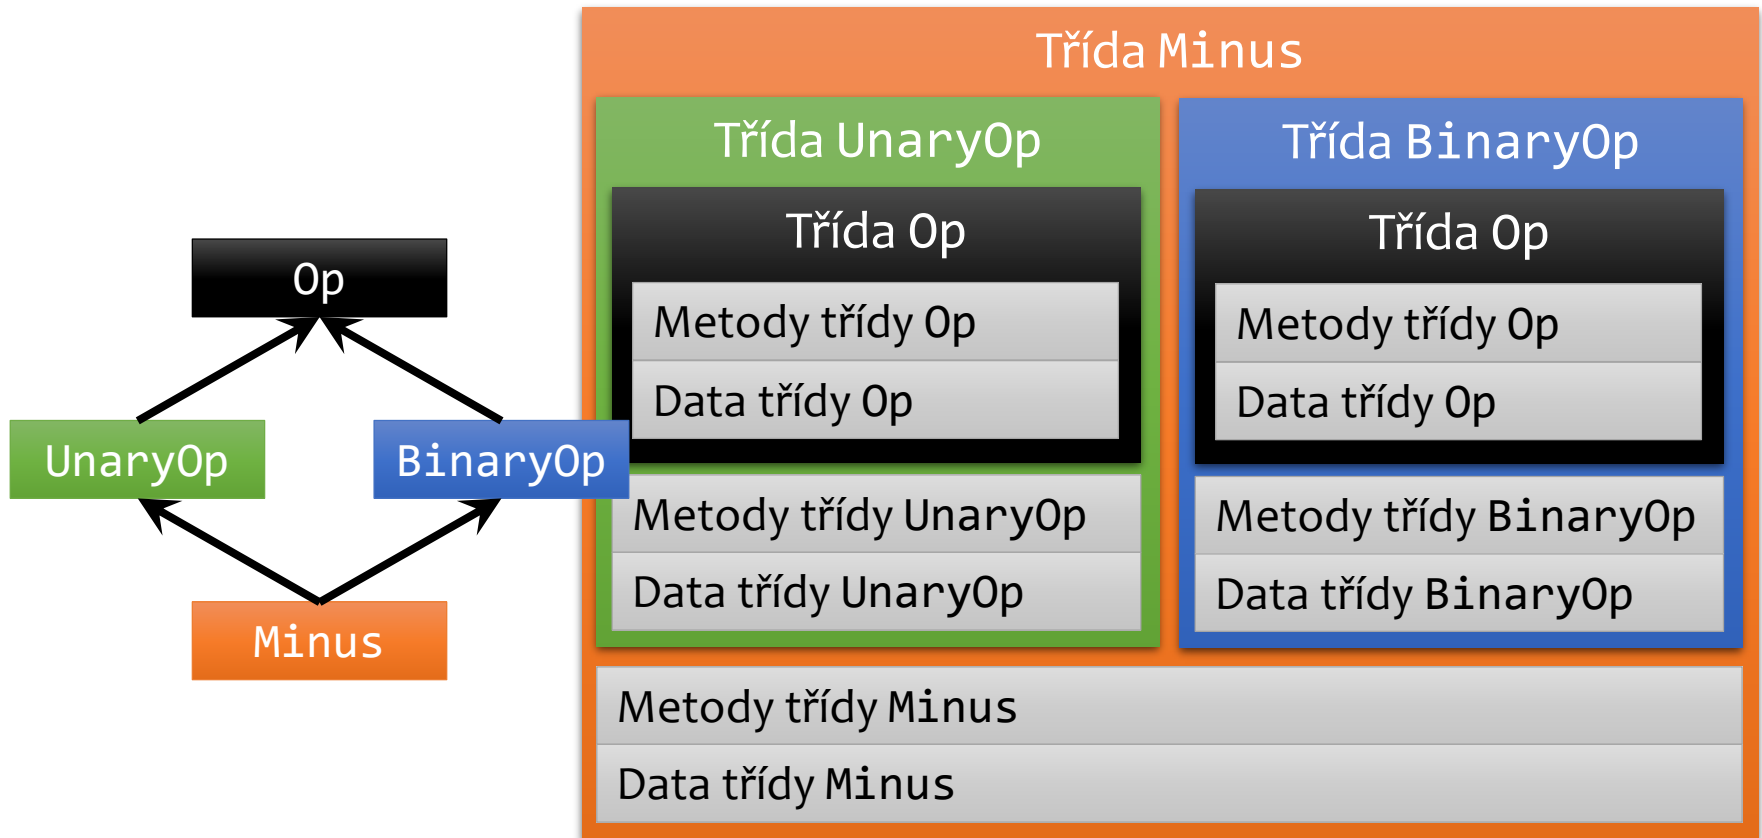 Op
UnaryOp
BinaryOp
Minus
Třída Minus
Třída UnaryOp
Třída Op
Metody třídy Op
Data třídy Op
Metody třídy UnaryOp
Data třídy UnaryOp
Třída BinaryOp
Třída Op
Metody třídy Op
Data třídy Op
Metody třídy BinaryOp
Data třídy BinaryOp
Metody třídy Minus
Data třídy Minus